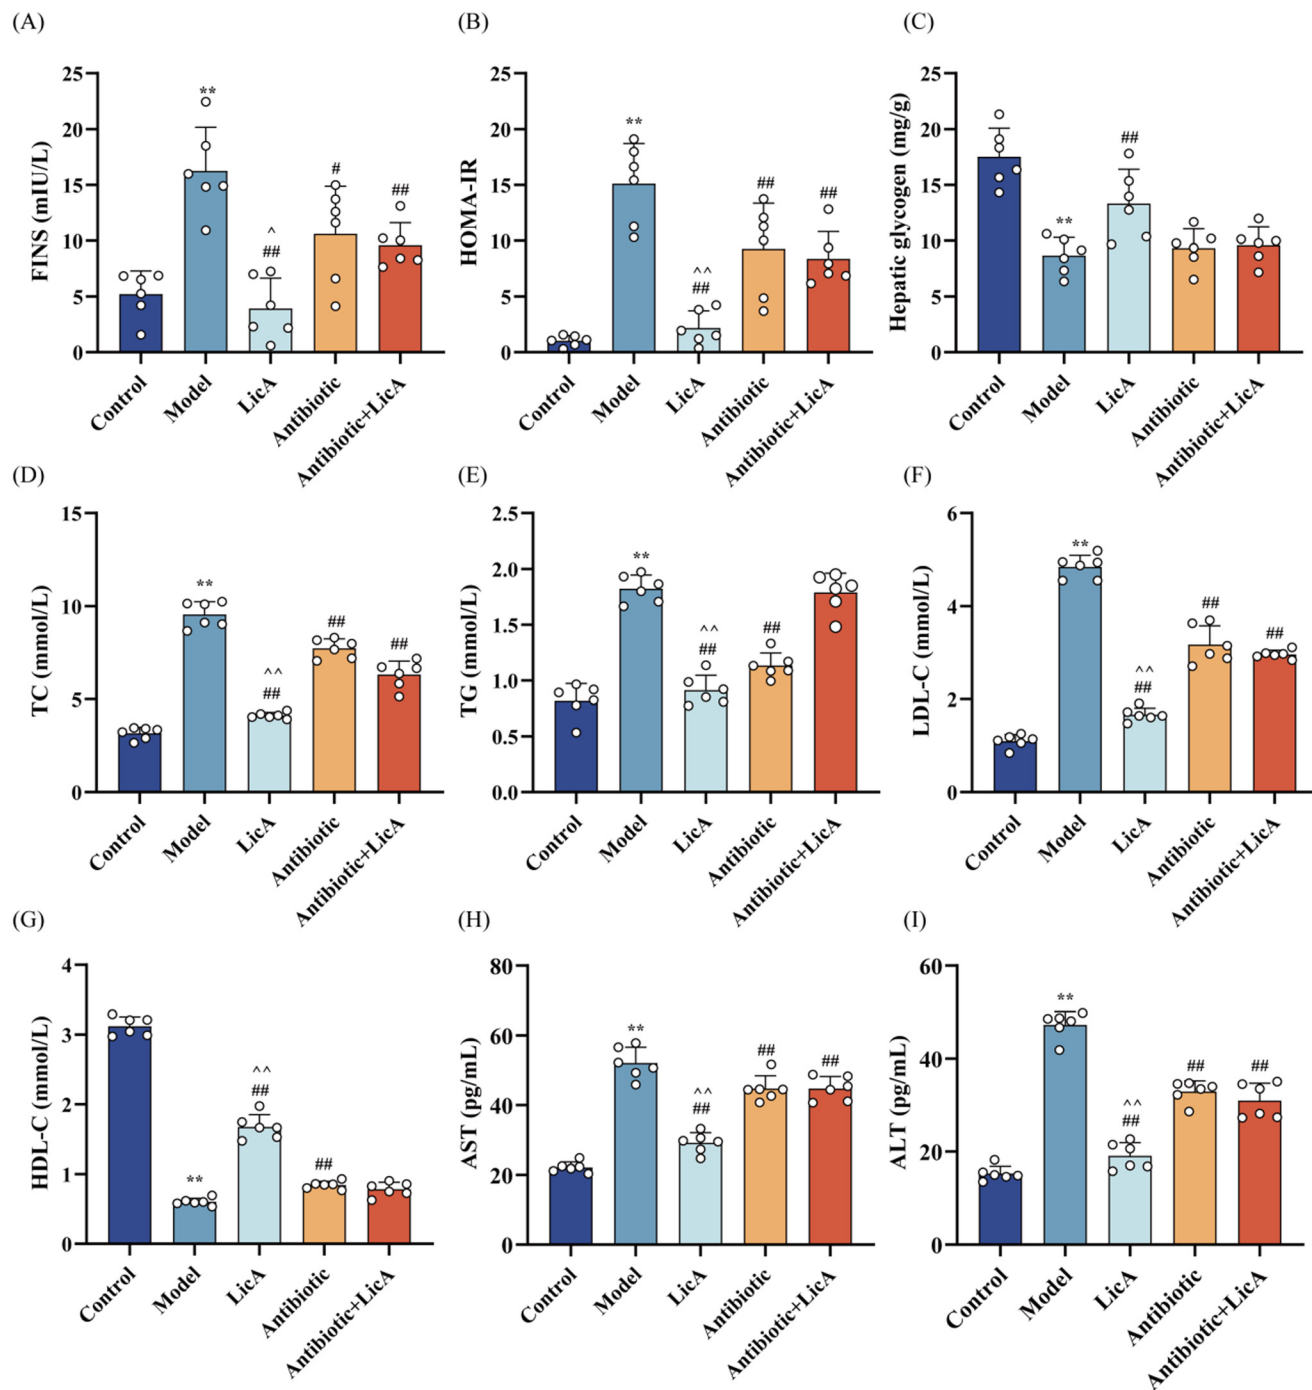 (A)
FINS (mIU/L)
25
20
15
10
5
0
**
^
##
#
##
Control
Model
LicA
Antibiotic
Antibiotic+LicA
(B)
HOMA-IR
25
20
15
10
5
0
**
^^
##
##
##
Control
Model
LicA
Antibiotic
Antibiotic+LicA
(C)
Hepatic glycogen (mg/g)
25
20
15
10
5
0
**
##
Control
Model
LicA
Antibiotic
Antibiotic+LicA
(D)
TC (mmol/L)
15
10
5
0
**
^^
##
##
##
Control
Model
LicA
Antibiotic
Antibiotic+LicA
(E)
TG (mmol/L)
2.5
2.0
1.5
1.0
0.5
0.0
**
^^
##
##
Control
Model
LicA
Antibiotic
Antibiotic+LicA
(F)
LDL-C (mmol/L)
6
4
2
0
**
^^
##
##
##
Control
Model
LicA
Antibiotic
Antibiotic+LicA
(G)
HDL-C (mmol/L)
4
3
2
1
0
**
^^
##
##
Control
Model
LicA
Antibiotic
Antibiotic+LicA
(H)
AST (pg/mL)
80
60
40
20
0
**
^^
##
##
##
Control
Model
LicA
Antibiotic
Antibiotic+LicA
(I)
ALT (pg/mL)
60
40
20
0
**
^^
##
##
##
Control
Model
LicA
Antibiotic
Antibiotic+LicA